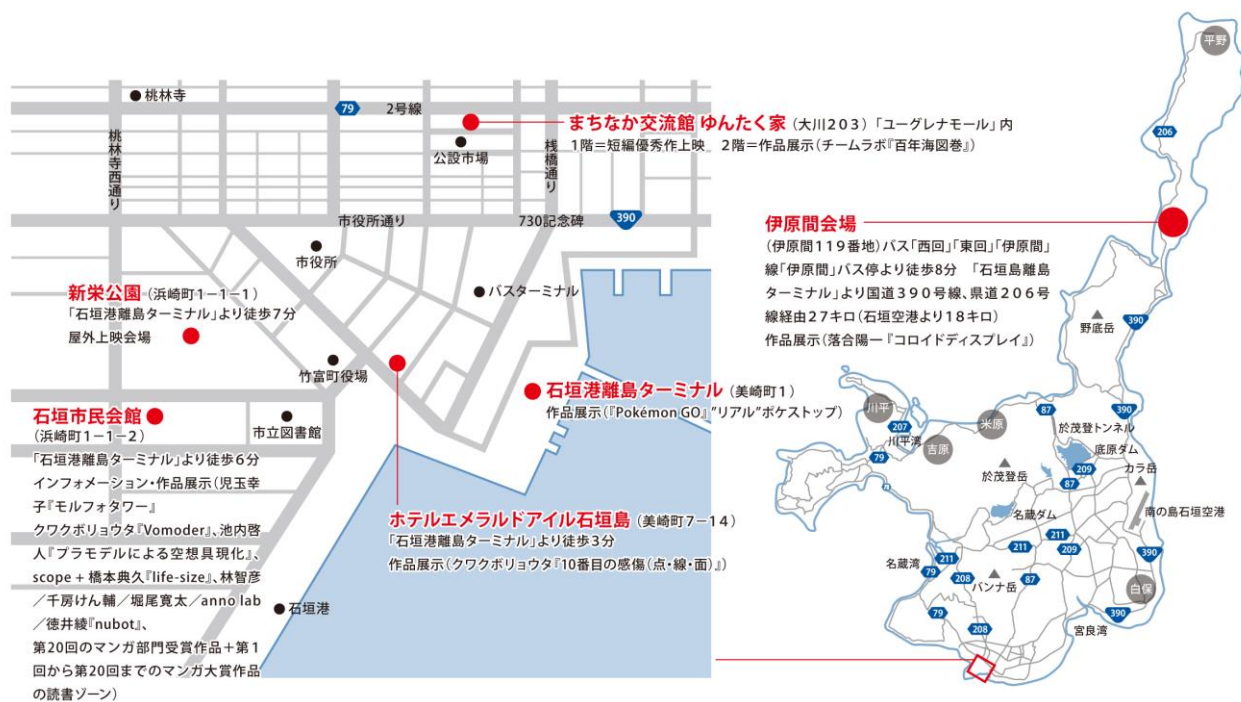 桃林寺
79
2号線
桃林寺西通り
公設市場
桟橋通り
まちなか交流館 ゆんたく家（大川203）「ユーグレナモール」内
1階＝短編優秀作上映　2階＝作品展示（チームラボ『百年海図巻』）
市役所通り
730記念碑
390
市役所
バスターミナル
新栄公園（浜崎町1－1－1）
「石垣港離島ターミナル」より徒歩7分
屋外上映会場
竹富町役場
石垣港離島ターミナル（美崎町1）
作品展示（『Pokémon GO』”リアル”ポケストップ）
石垣市民会館
（浜崎町1－1－2）
「石垣港離島ターミナル」より徒歩6分
インフォメーション・作品展示（児玉幸
子『モルフォタワー』
クワクボリョウタ『Vomoder』、池内啓
人『プラモデルによる空想具現化』、
scope + 橋本典久『life-size』、林智彦
／千房けん輔／堀尾寛太／anno lab
／徳井綾『nubot』、
第20回のマンガ部門受賞作品＋第1
回から第20回までのマンガ大賞作品
の読書ゾーン）
市立図書館
ホテルエメラルドアイル石垣島（美崎町7－14）
「石垣港離島ターミナル」より徒歩3分
作品展示（クワクボリョウタ『10番目の感傷（点・線・面）』）
石垣港
平野
206
伊原間会場
（伊原間119番地）バス「西回」「東回」「伊原間」
線「伊原間」バス停より徒歩8分　「石垣島離島
ターミナル」より国道390号線、県道206号
線経由27キロ（石垣空港より18キロ）
作品展示（落合陽一『コロイドディスプレイ』）
野底岳
390
川平
207
川平湾
79
吉原
米原
87
390
於茂登トンネル
底原ダム
209
カラ岳
87
於茂登岳
79
名蔵ダム
南の島石垣空港
211
209
390
名蔵湾
211
211
79
208
バンナ岳
87
白保
79
208
390
宮良湾